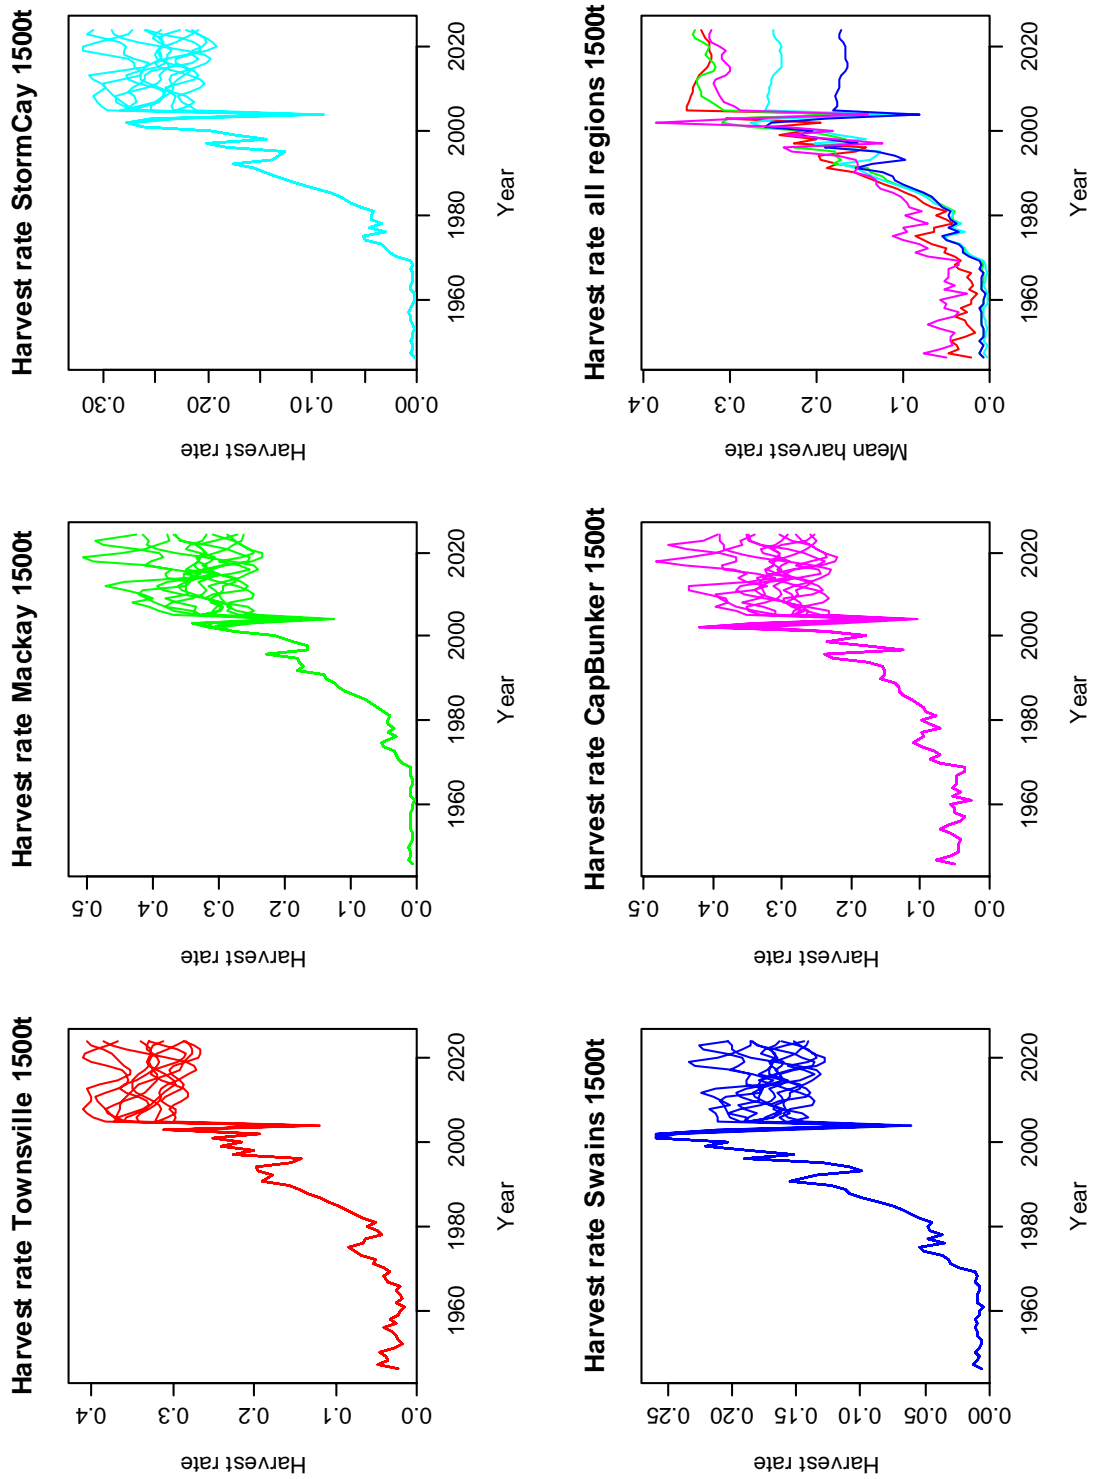 Harvest rate Townsville 1500t
Harvest rate
0.4
0.3
0.2
0.1
0.0
1960 1980 2000 2020
Year
Harvest rate Mackay 1500t
Harvest rate
0.5
0.4
0.3
0.2
0.1
0.0
1960 1980 2000 2020
Year
Harvest rate StormCay 1500t
Harvest rate
0.30
0.20
0.10
0.00
1960 1980 2000 2020
Year
Harvest rate Swains 1500t
Harvest rate
0.25
0.20
0.15
0.10
0.05
0.00
1960 1980 2000 2020
Year
Harvest rate CapBunker 1500t
Harvest rate
0.5
0.4
0.3
0.2
0.1
0.0
1960 1980 2000 2020
Year
Harvest rate all regions 1500t
Mean harvest rate
0.4
0.3
0.2
0.1
0.0
1960 1980 2000 2020
Year